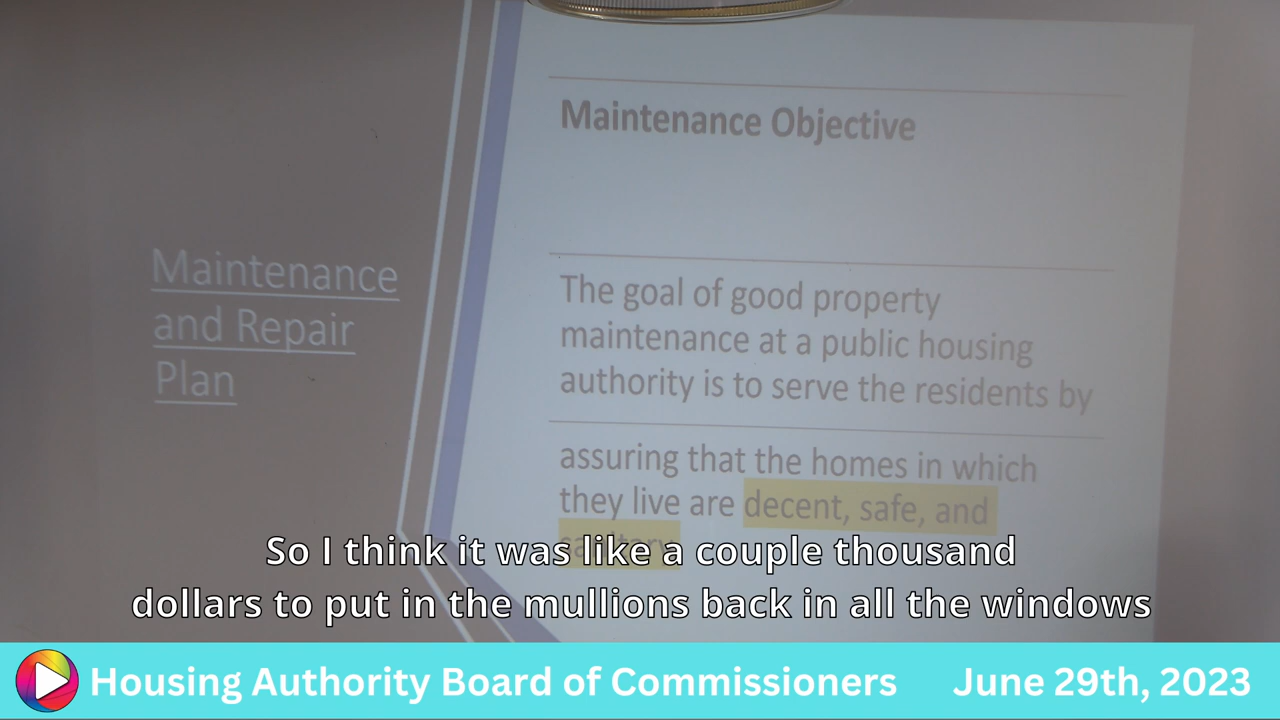 Maintenance
and Repair
Plan
Maintenance Objective
The goal of good property
maintenance at a public housing
authority is to serve the residents by
assuring that the homes in which
they live are decent, safe, and
So I think it was like a couple thousand
dollars to put in the mullions back in all the windows
Housing Authority Board of Commissioners
June 29th, 2023